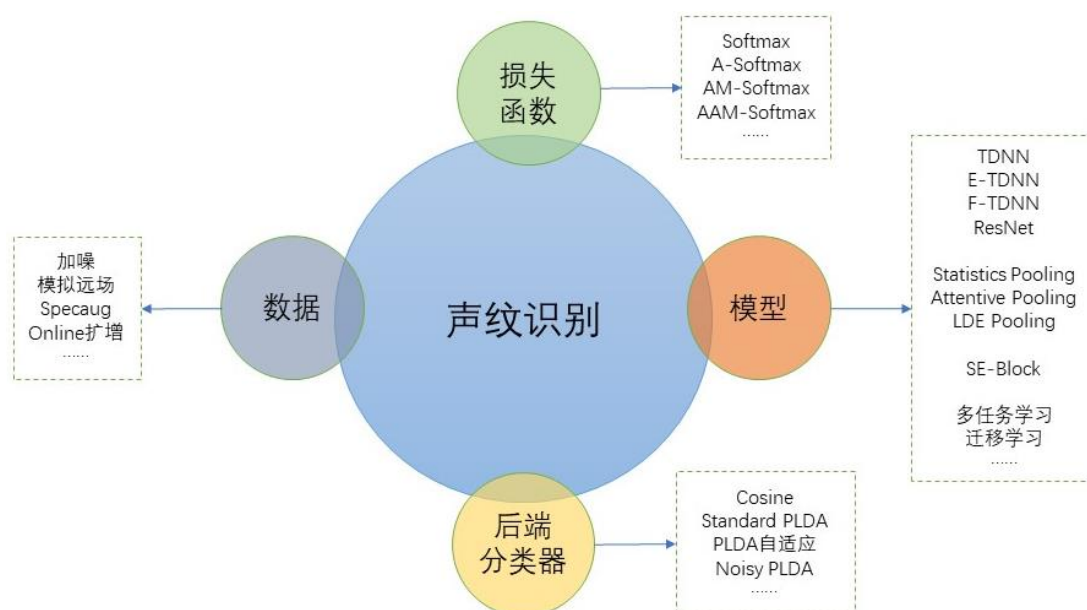 损失
函数
Softmax
A-Softmax
AM-Softmax
AAM-Softmax
……
加噪
模拟远场
Specaug
Online扩增
……
数据
声纹识别
模型
TDNN
E-TDNN
F-TDNN
ResNet
Statistics Pooling
Attentive Pooling
LDE Pooling
SE-Block
多任务学习
迁移学习
……
后端
分类器
Cosine
Standard PLDA
PLDA自适应
Noisy PLDA
……